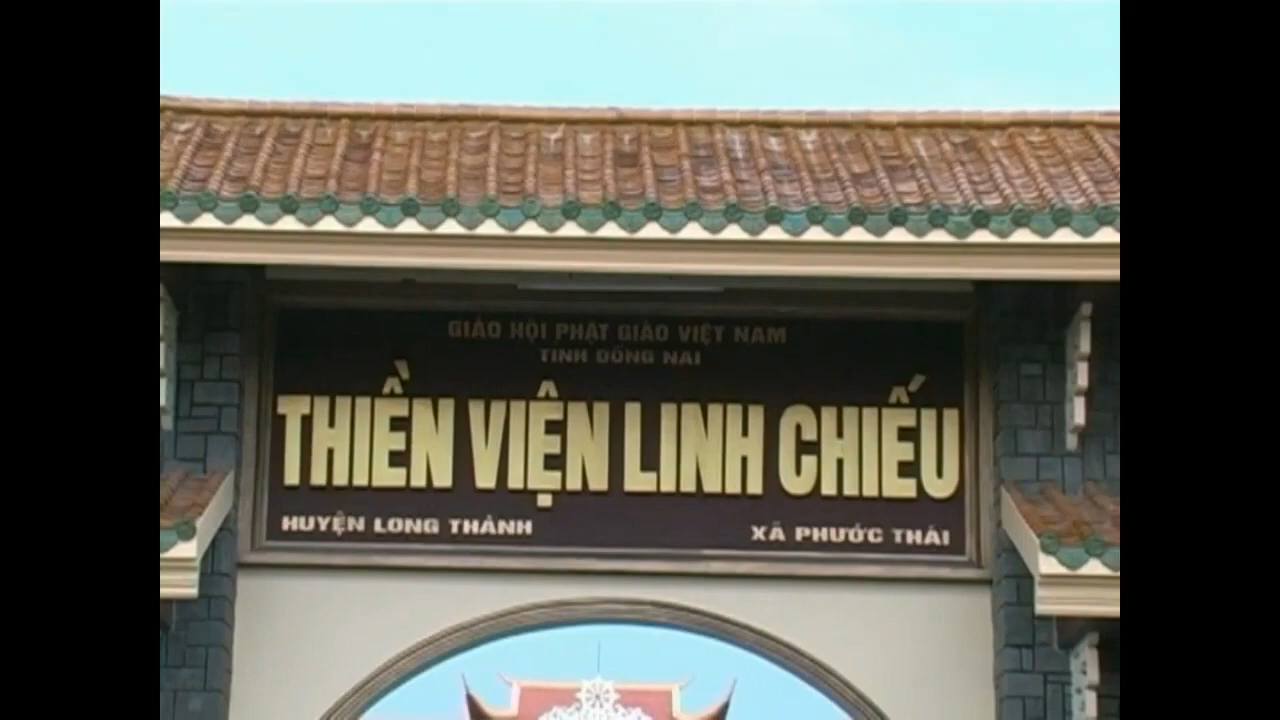 GIÁO HỘI PHẬT GIÁO VIỆT NAM
TỈNH ĐỒNG NAI
THIỀN VIỆN LINH CHIẾU
HUYỆN LONG THÀNH XÃ PHƯỚC THÁI